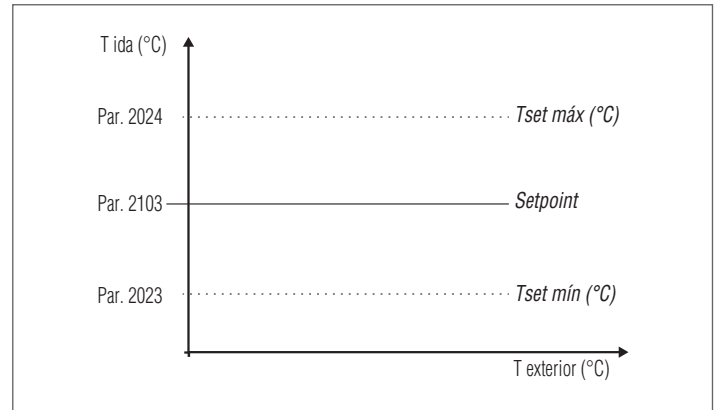 T ida (°C)
Par. 2024
Tset máx (°C)
Par. 2103
Setpoint
Par. 2023
Tset mín (°C)
T exterior (°C)